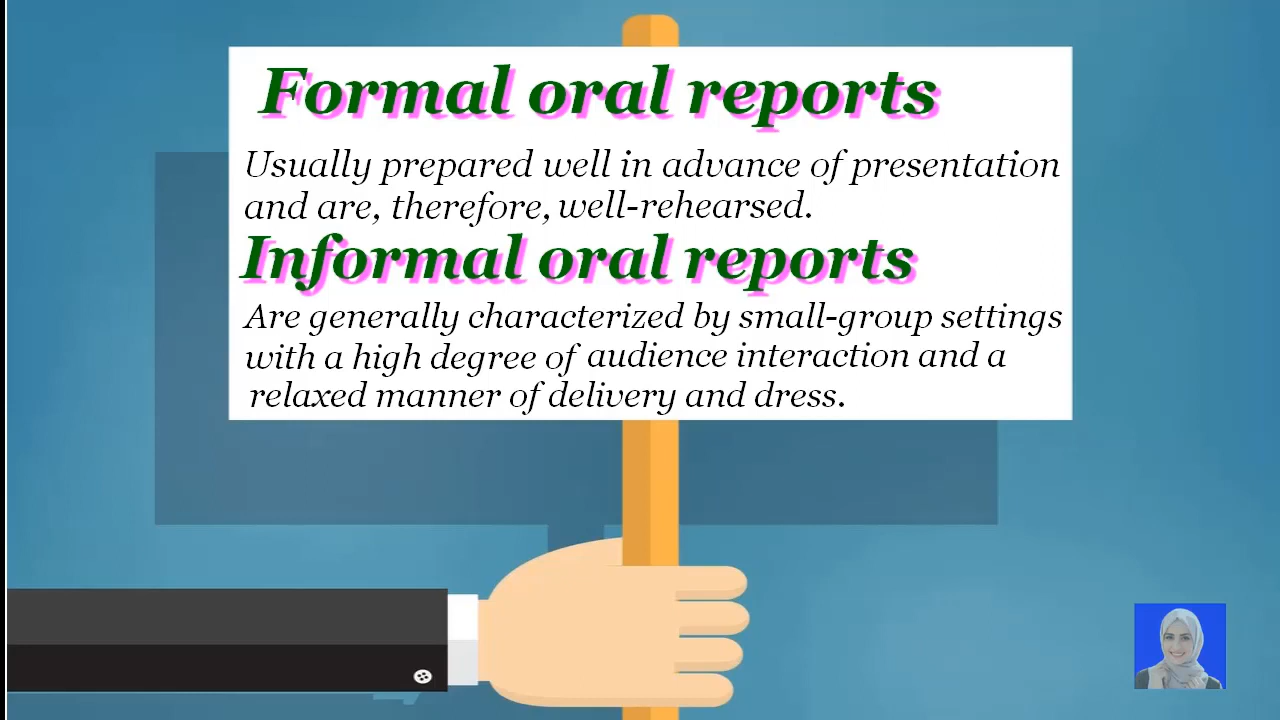 Formal oral reports
Usually prepared well in advance of presentation
and are, therefore, well-rehearsed.
Informal oral reports
Are generally characterized by small-group settings
with a high degree of audience interaction and a
relaxed manner of delivery and dress.